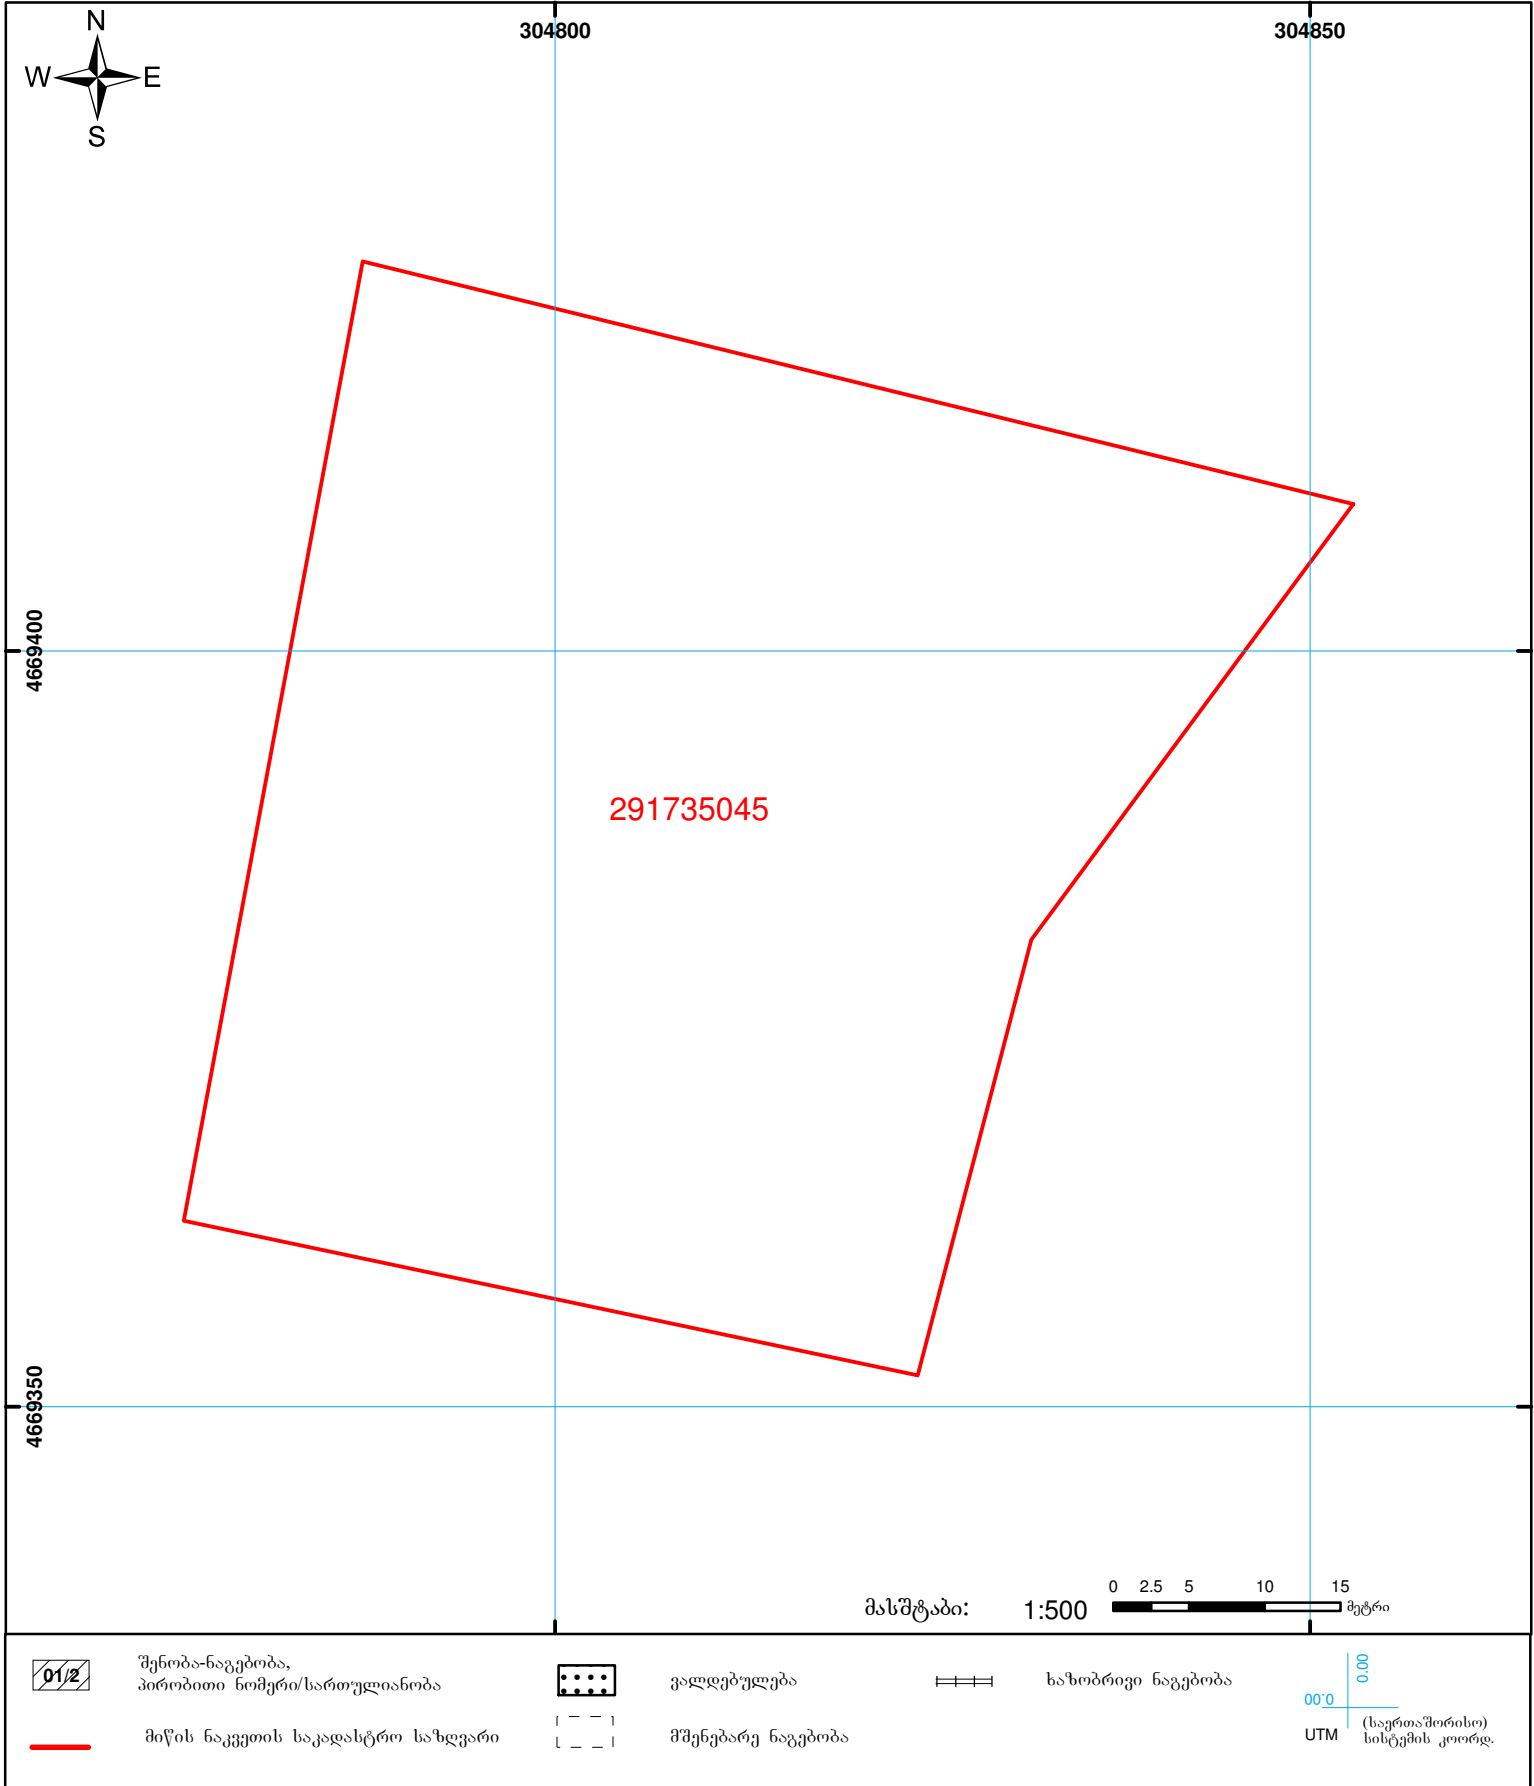 N
304800
304850
W
E
S
4669400
291735045
4669350
მასშტაბი:
1:500
0 2.5 5 10 15
მეტრი
01/2
შენობა-ნაგებობა,
პირობითი ნომერი/სართულიანობა
ვალდებულება
ხაზობრივი ნაგებობა
0.00
0.00
UTM
(საერთაშორისო)
სისტემის კოორდ.
მიწის ნაკვეთის საკადასტრო საზღვარი
მშენებარე ნაგებობა